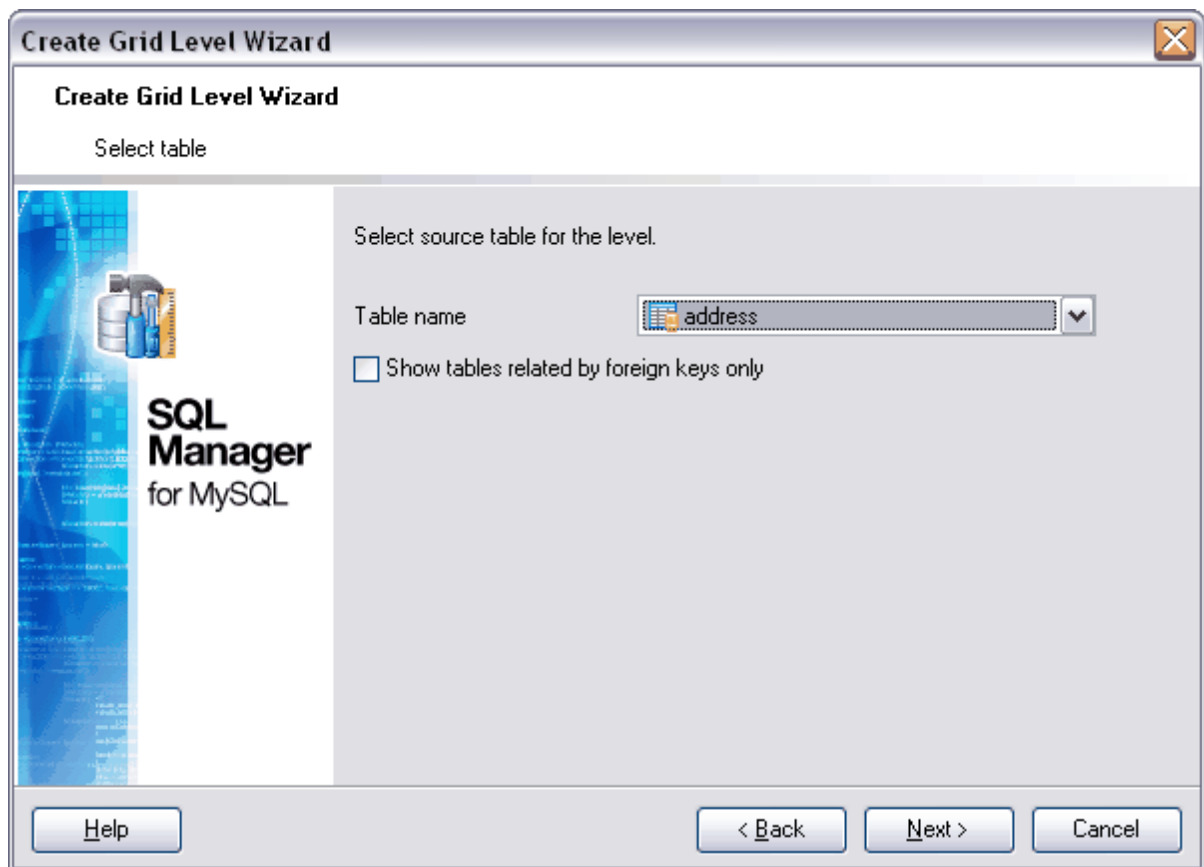 Create Grid Level Wizard
Create Grid Level Wizard
Select table
Select source table for the level.
Table name
address
Show tables related by foreign keys only
SQL
Manager
for MySQL
Help
< Back
Next >
Cancel